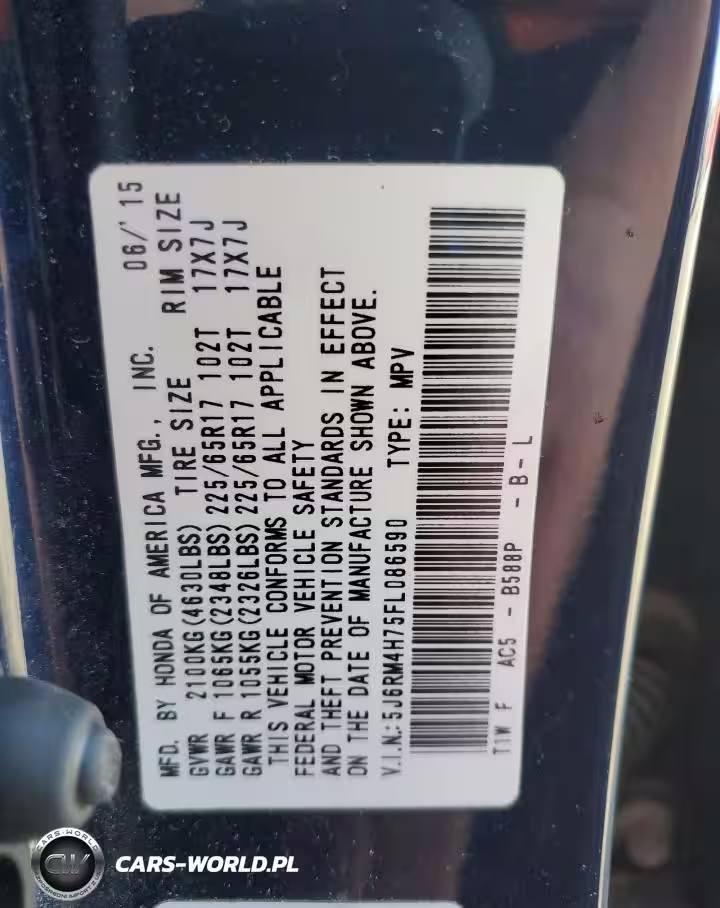 MFD. BY HONDA OF AMERICA MFG., INC. 06/'15
GVWR 2100KG(4630LBS) TIRE SIZE RIM SIZE
GAWR F 1065KG(2348LBS) 225/65R17 102T 17X7J
GAWR R 1055KG(2326LBS) 225/65R17 102T 17X7J
THIS VEHICLE CONFORMS TO ALL APPLICABLE
FEDERAL MOTOR VEHICLE SAFETY
AND THEFT PREVENTION STANDARDS IN EFFECT
ON THE DATE OF MANUFACTURE SHOWN ABOVE.
V.I.N.:5J6RM4H75FL086590 TYPE: MPV
T1W F AC5 - B588P - B - L
CARS-WORLD
CW
CARS-WORLD.PL